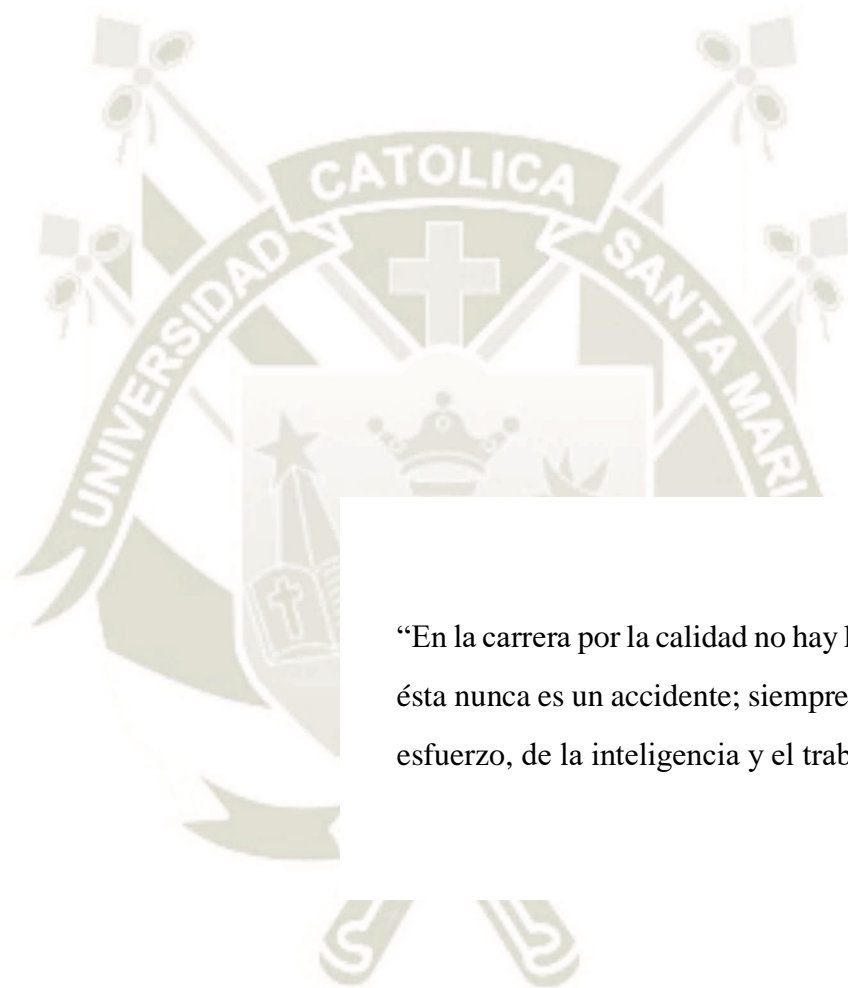 CATOLICA
UNIVERSIDAD
SANTA MARI
“En la carrera por la calidad no hay
ésta nunca es un accidente; siempre
esfuerzo, de la inteligencia y el